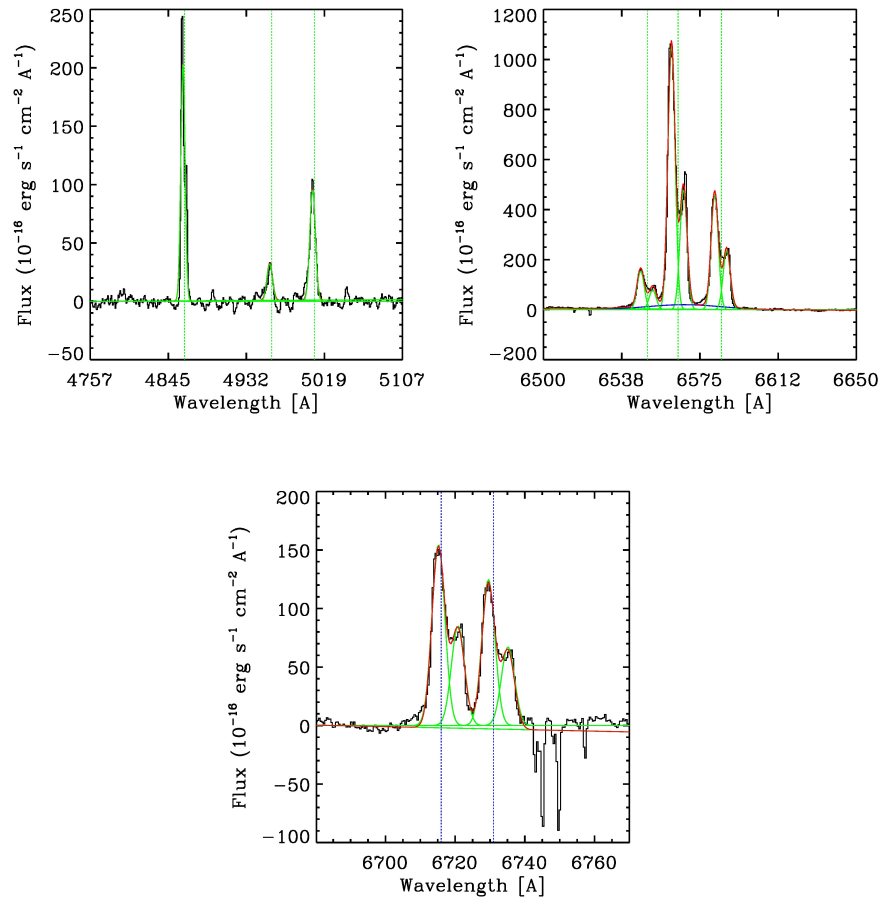 250
200
150
100
50
0
−50
Flux (10⁻¹⁶ erg s⁻¹ cm⁻² A⁻¹)
4757 4845 4932 5019 5107
Wavelength [A]
1200
1000
800
600
400
200
0
−200
Flux (10⁻¹⁶ erg s⁻¹ cm⁻² A⁻¹)
6500 6538 6575 6612 6650
Wavelength [A]
200
150
100
50
0
−50
−100
Flux (10⁻¹⁶ erg s⁻¹ cm⁻² A⁻¹)
6700 6720 6740 6760
Wavelength [A]